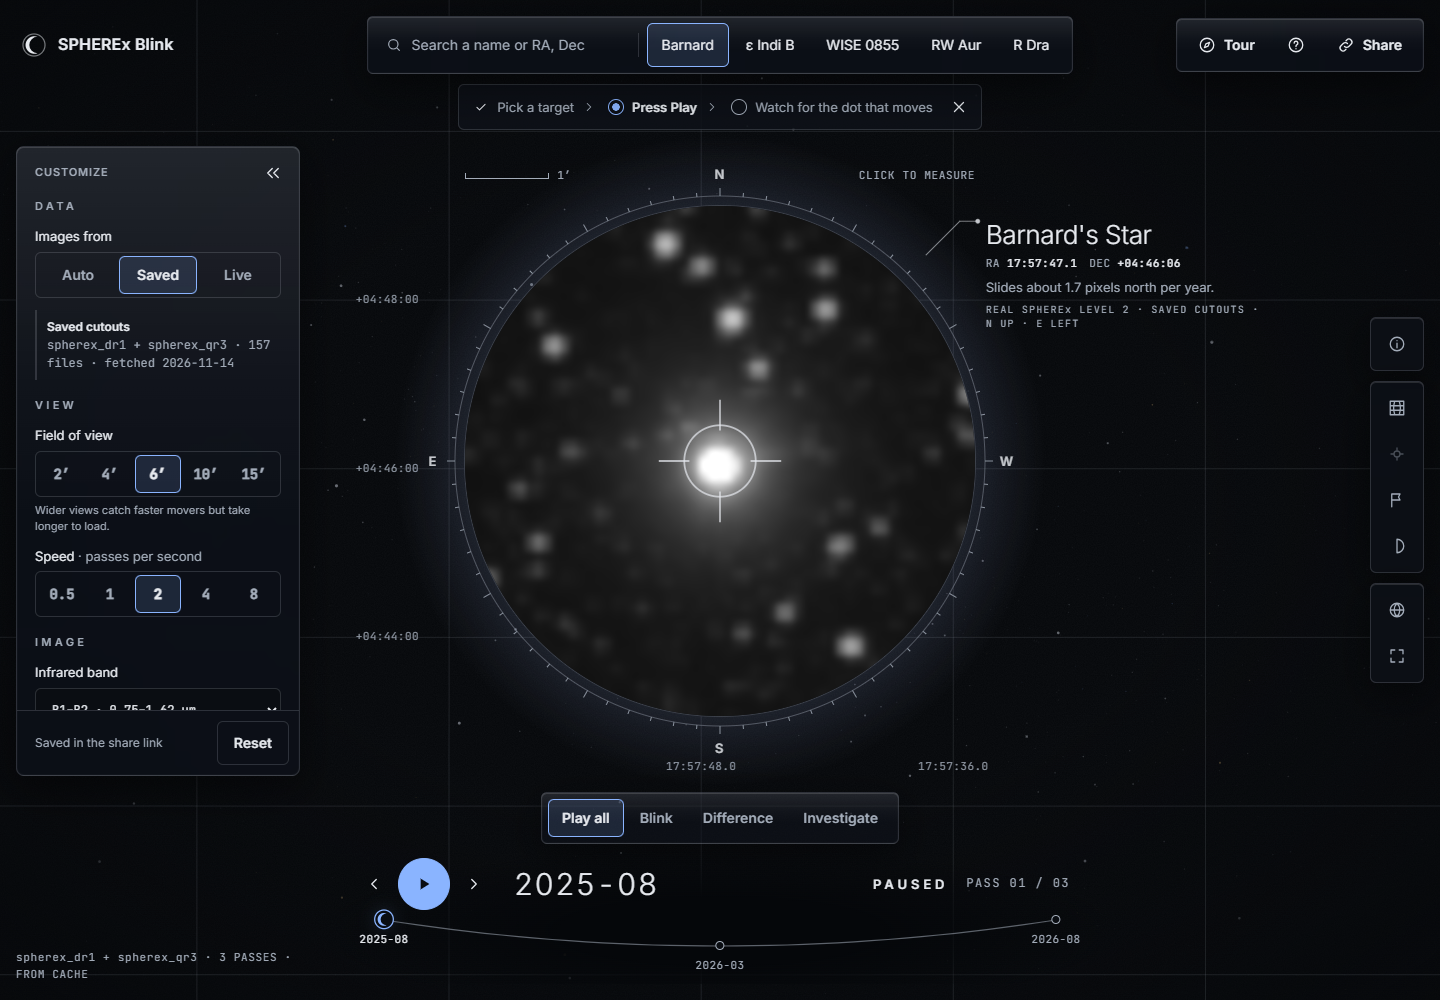 SPHEREx Blink
Search a name or RA, Dec
Barnard
ε Indi B
WISE 0855
RW Aur
R Dra
Tour
Share
Pick a target
Press Play
Watch for the dot that moves
CUSTOMIZE
DATA
Images from
Auto
Saved
Live
Saved cutouts
spherex_dr1 + spherex_qr3 · 157
files · fetched 2026-11-14
VIEW
Field of view
2′
4′
6′
10′
15′
Wider views catch faster movers but take
longer to load.
Speed · passes per second
0.5
1
2
4
8
IMAGE
Infrared band
B1–B2 · 0.75–1.62 µm
Saved in the share link
Reset
1′
N
CLICK TO MEASURE
Barnard's Star
RA 17:57:47.1 DEC +04:46:06
Slides about 1.7 pixels north per year.
REAL SPHEREx LEVEL 2 · SAVED CUTOUTS ·
N UP · E LEFT
+04:48:00
+04:46:00
E
W
+04:44:00
S
17:57:48.0
17:57:36.0
Play all
Blink
Difference
Investigate
2025-08
PAUSED
PASS 01 / 03
2025-08
2026-03
2026-08
spherex_dr1 + spherex_qr3 · 3 PASSES ·
FROM CACHE